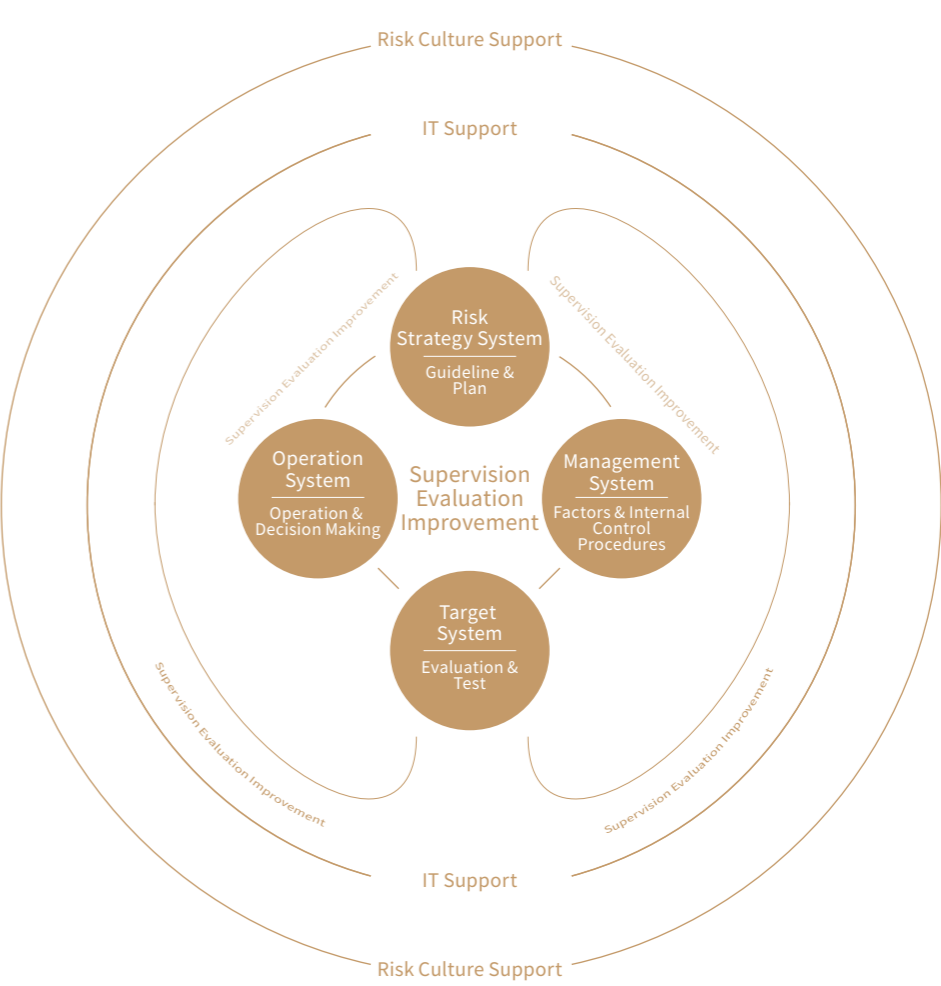 Risk Culture Support
IT Support
Supervision Evaluation Improvement
Supervision Evaluation Improvement
Risk
Strategy System
Guideline &
Plan
Operation
System
Operation &
Decision Making
Supervision
Evaluation
Improvement
Management
System
Factors & Internal
Control
Procedures
Target
System
Evaluation &
Test
Supervision Evaluation Improvement
Supervision Evaluation Improvement
IT Support
Risk Culture Support